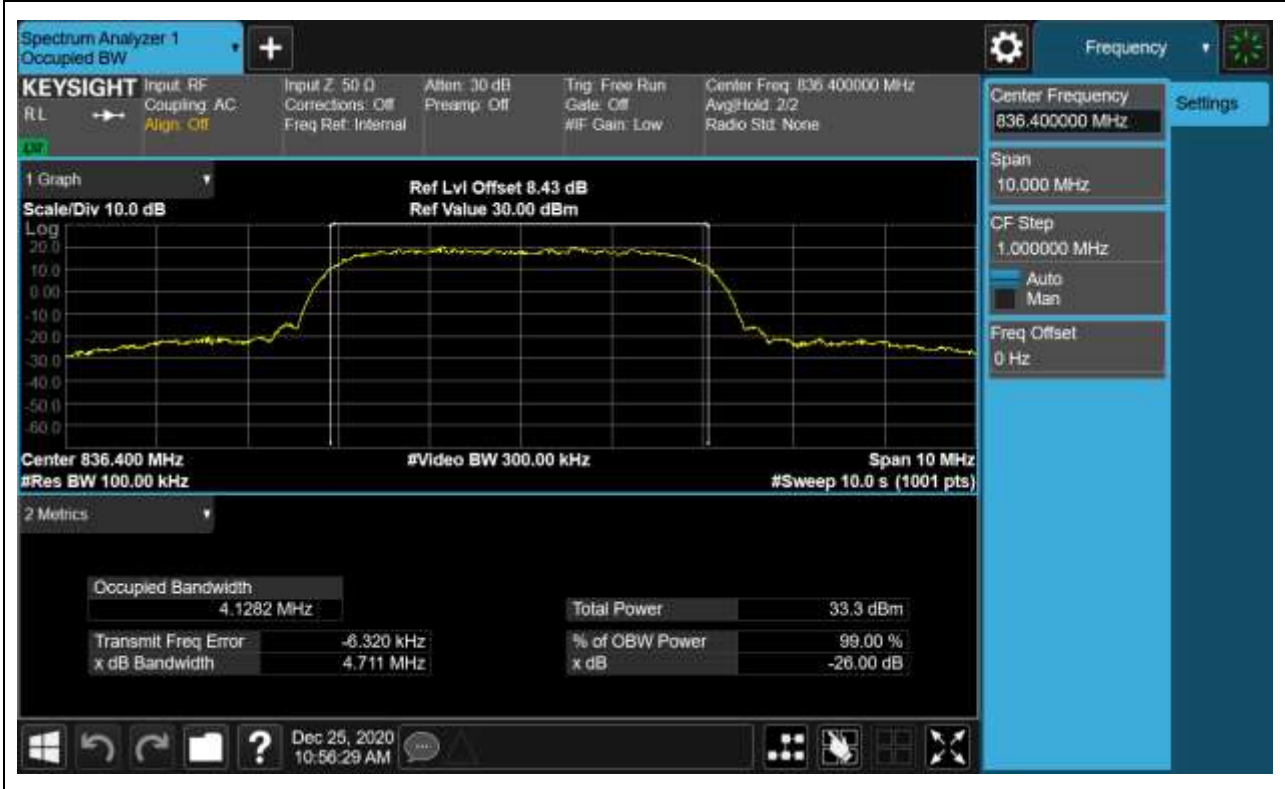 Spectrum Analyzer 1
Occupied BW
Frequency
KEYSIGHT
RL
Input: RF
Coupling: AC
Align: Off
Input Z: 50 Ω
Corrections: Off
Freq Ref: Internal
Atten: 30 dB
Preamp: Off
Trig: Free Run
Gate: Off
#IF Gain: Low
Center Freq: 836.400000 MHz
Avg|Hold: 2/2
Radio Std: None
Center Frequency
836.400000 MHz
Settings
Span
10.000 MHz
CF Step
1.000000 MHz
Auto
Man
Freq Offset
0 Hz
1 Graph
Scale/Div 10.0 dB
Ref Lvl Offset 8.43 dB
Ref Value 30.00 dBm
Log
20.0
10.0
0.00
-10.0
-20.0
-30.0
-40.0
-50.0
-60.0
Center 836.400 MHz
#Video BW 300.00 kHz
Span 10 MHz
#Res BW 100.00 kHz
#Sweep 10.0 s (1001 pts)
2 Metrics
Occupied Bandwidth
4.1282 MHz
Total Power 33.3 dBm
Transmit Freq Error -6.320 kHz
% of OBW Power 99.00 %
x dB Bandwidth 4.711 MHz
x dB -26.00 dB
?
Dec 25, 2020
10:56:29 AM